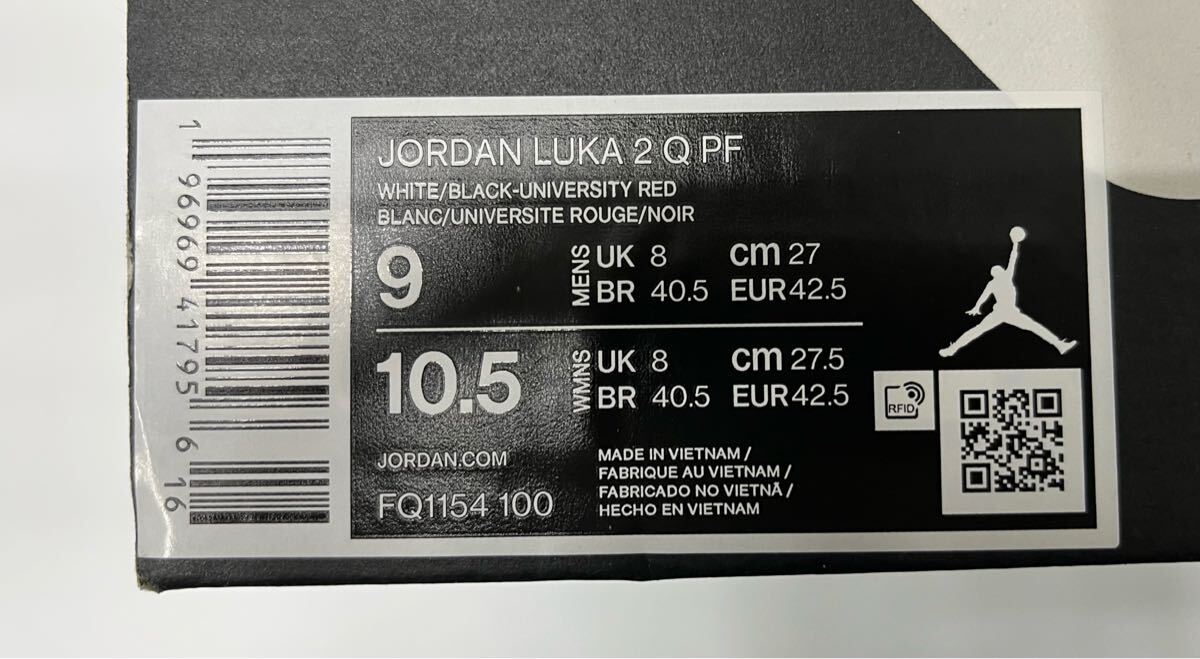 JORDAN LUKA 2 Q PF
WHITE/BLACK-UNIVERSITY RED
BLANC/UNIVERSITE ROUGE/NOIR
9
MENS
UK 8 cm 27
BR 40.5 EUR 42.5
10.5
WMNS
UK 8 cm 27.5
BR 40.5 EUR 42.5
JORDAN.COM
FQ1154 100
MADE IN VIETNAM /
FABRIQUE AU VIETNAM /
FABRICADO NO VIETNÃ /
HECHO EN VIETNAM
RFID
1 96969 41795 6 16